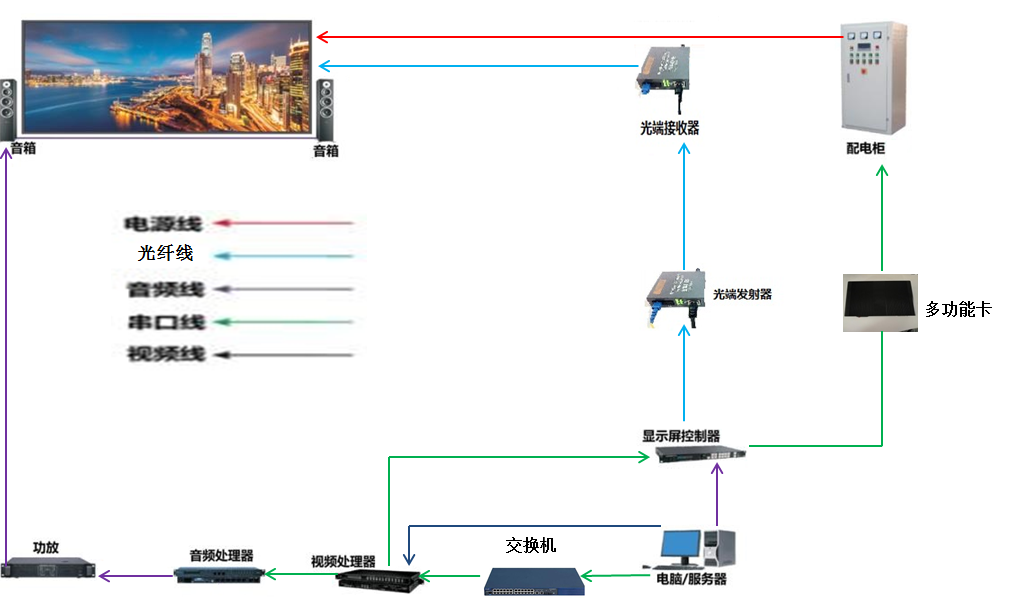 音箱
音箱
光端接收器
配电柜
电源线
光纤线
音频线
串口线
视频线
光端发射器
多功能卡
显示屏控制器
功放
音频处理器
视频处理器
交换机
电脑/服务器